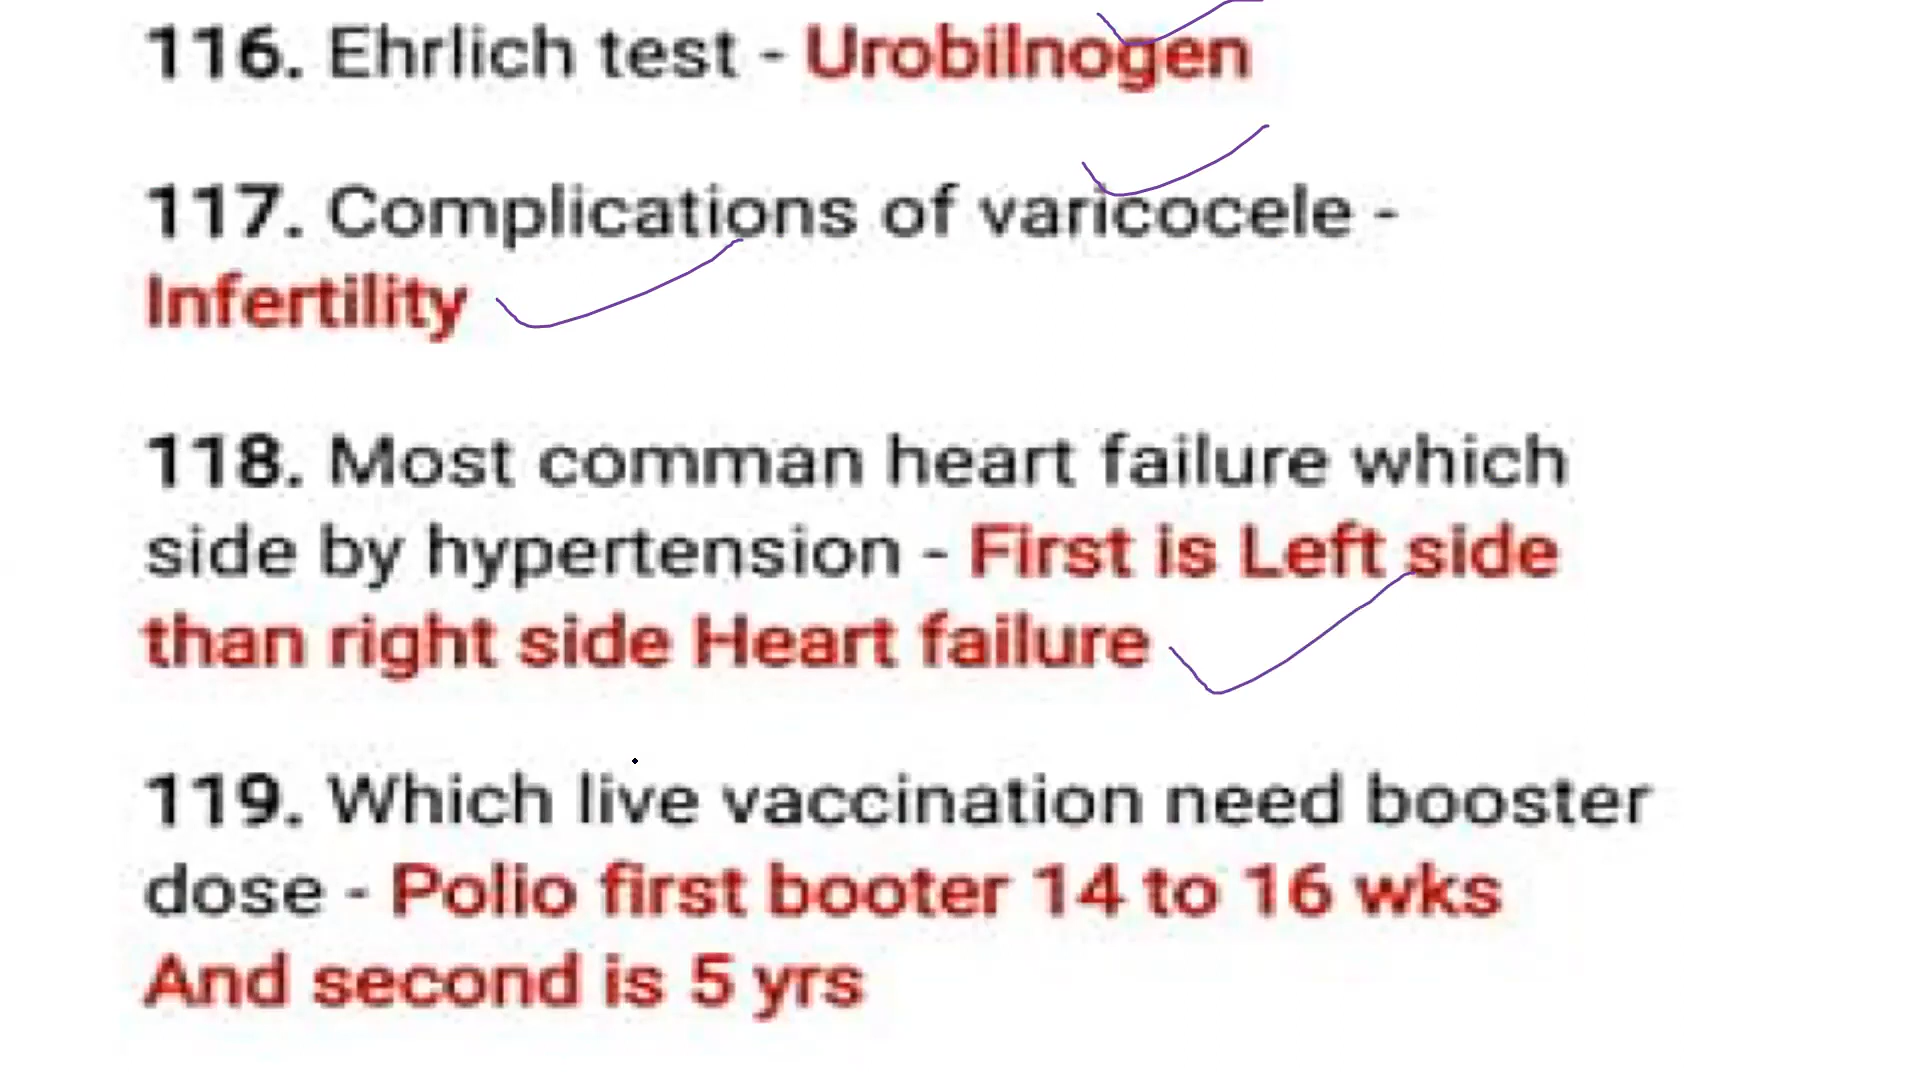 116. Ehrlich test - Urobilnogen
117. Complications of varicocele -
Infertility
118. Most comman heart failure which
side by hypertension - First is Left side
than right side Heart failure
119. Which live vaccination need booster
dose - Polio first booter 14 to 16 wks
And second is 5 yrs